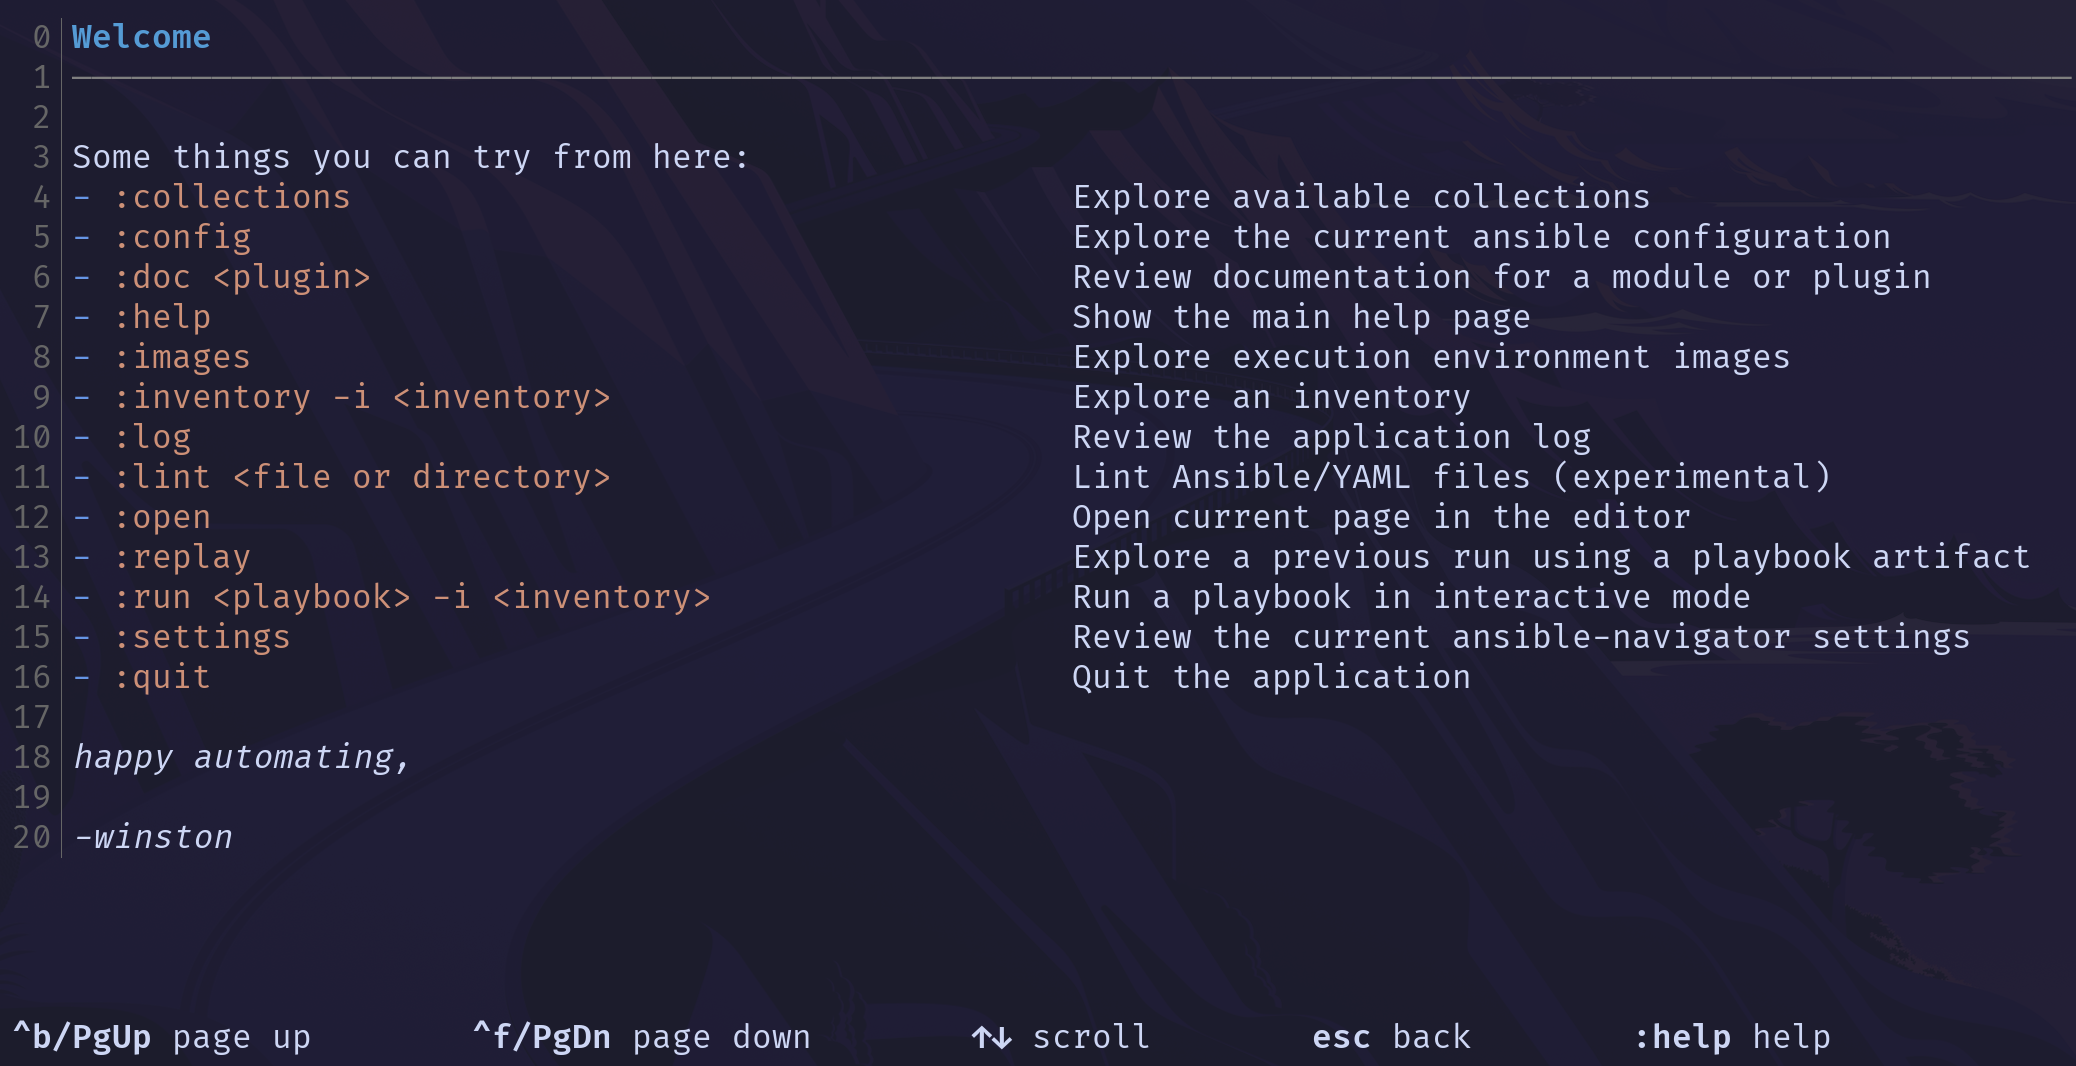 0 Welcome
1
2
3 Some things you can try from here:
4 - :collections Explore available collections
5 - :config Explore the current ansible configuration
6 - :doc <plugin> Review documentation for a module or plugin
7 - :help Show the main help page
8 - :images Explore execution environment images
9 - :inventory -i <inventory> Explore an inventory
10 - :log Review the application log
11 - :lint <file or directory> Lint Ansible/YAML files (experimental)
12 - :open Open current page in the editor
13 - :replay Explore a previous run using a playbook artifact
14 - :run <playbook> -i <inventory> Run a playbook in interactive mode
15 - :settings Review the current ansible-navigator settings
16 - :quit Quit the application
17
18 happy automating,
19
20 -winston
^b/PgUp page up ^f/PgDn page down ↑↓ scroll esc back :help help